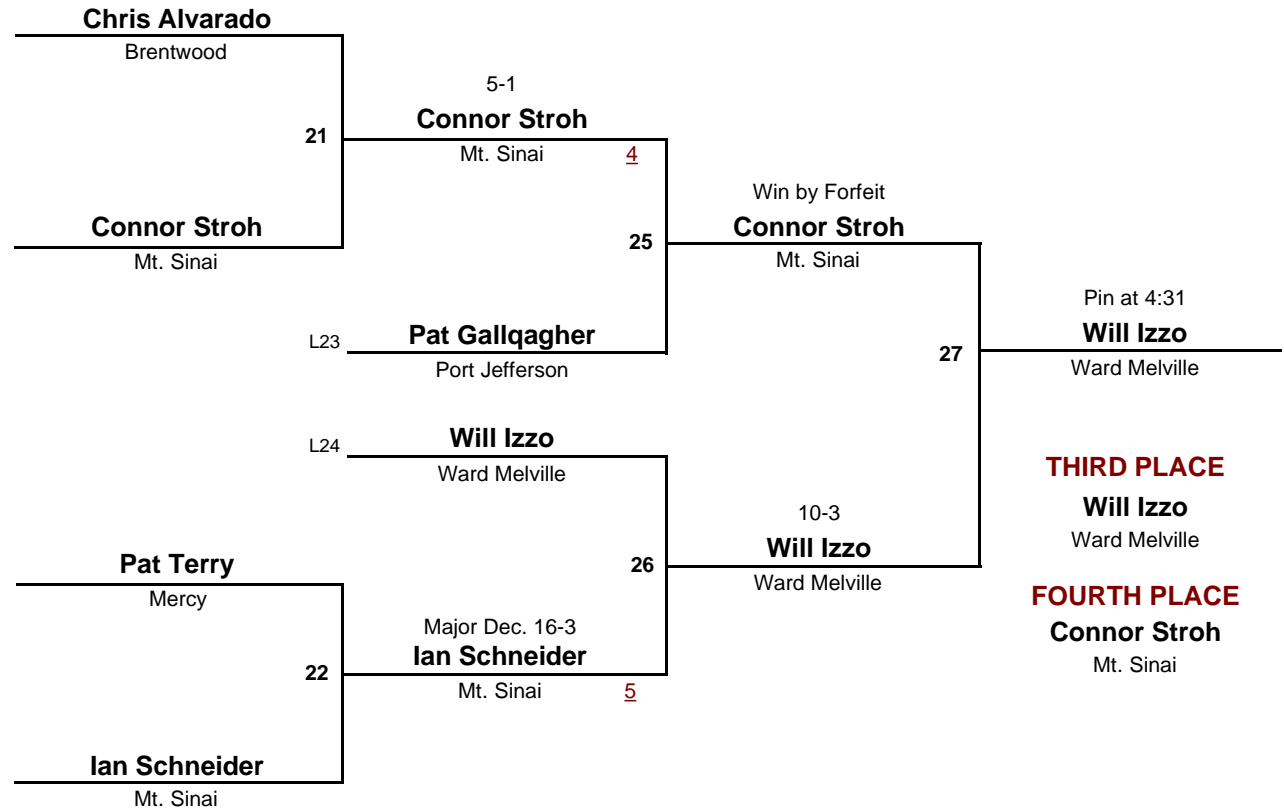 Chris Alvarado
Brentwood
21
Connor Stroh
Mt. Sinai
5-1
Connor Stroh
Mt. Sinai 4
L23 Pat Gallqagher
Port Jefferson
25
Win by Forfeit
Connor Stroh
Mt. Sinai
L24 Will Izzo
Ward Melville
Pat Terry
Mercy
22
Ian Schneider
Mt. Sinai
Major Dec. 16-3
Ian Schneider
Mt. Sinai 5
26
10-3
Will Izzo
Ward Melville
27
Pin at 4:31
Will Izzo
Ward Melville
THIRD PLACE
Will Izzo
Ward Melville
FOURTH PLACE
Connor Stroh
Mt. Sinai